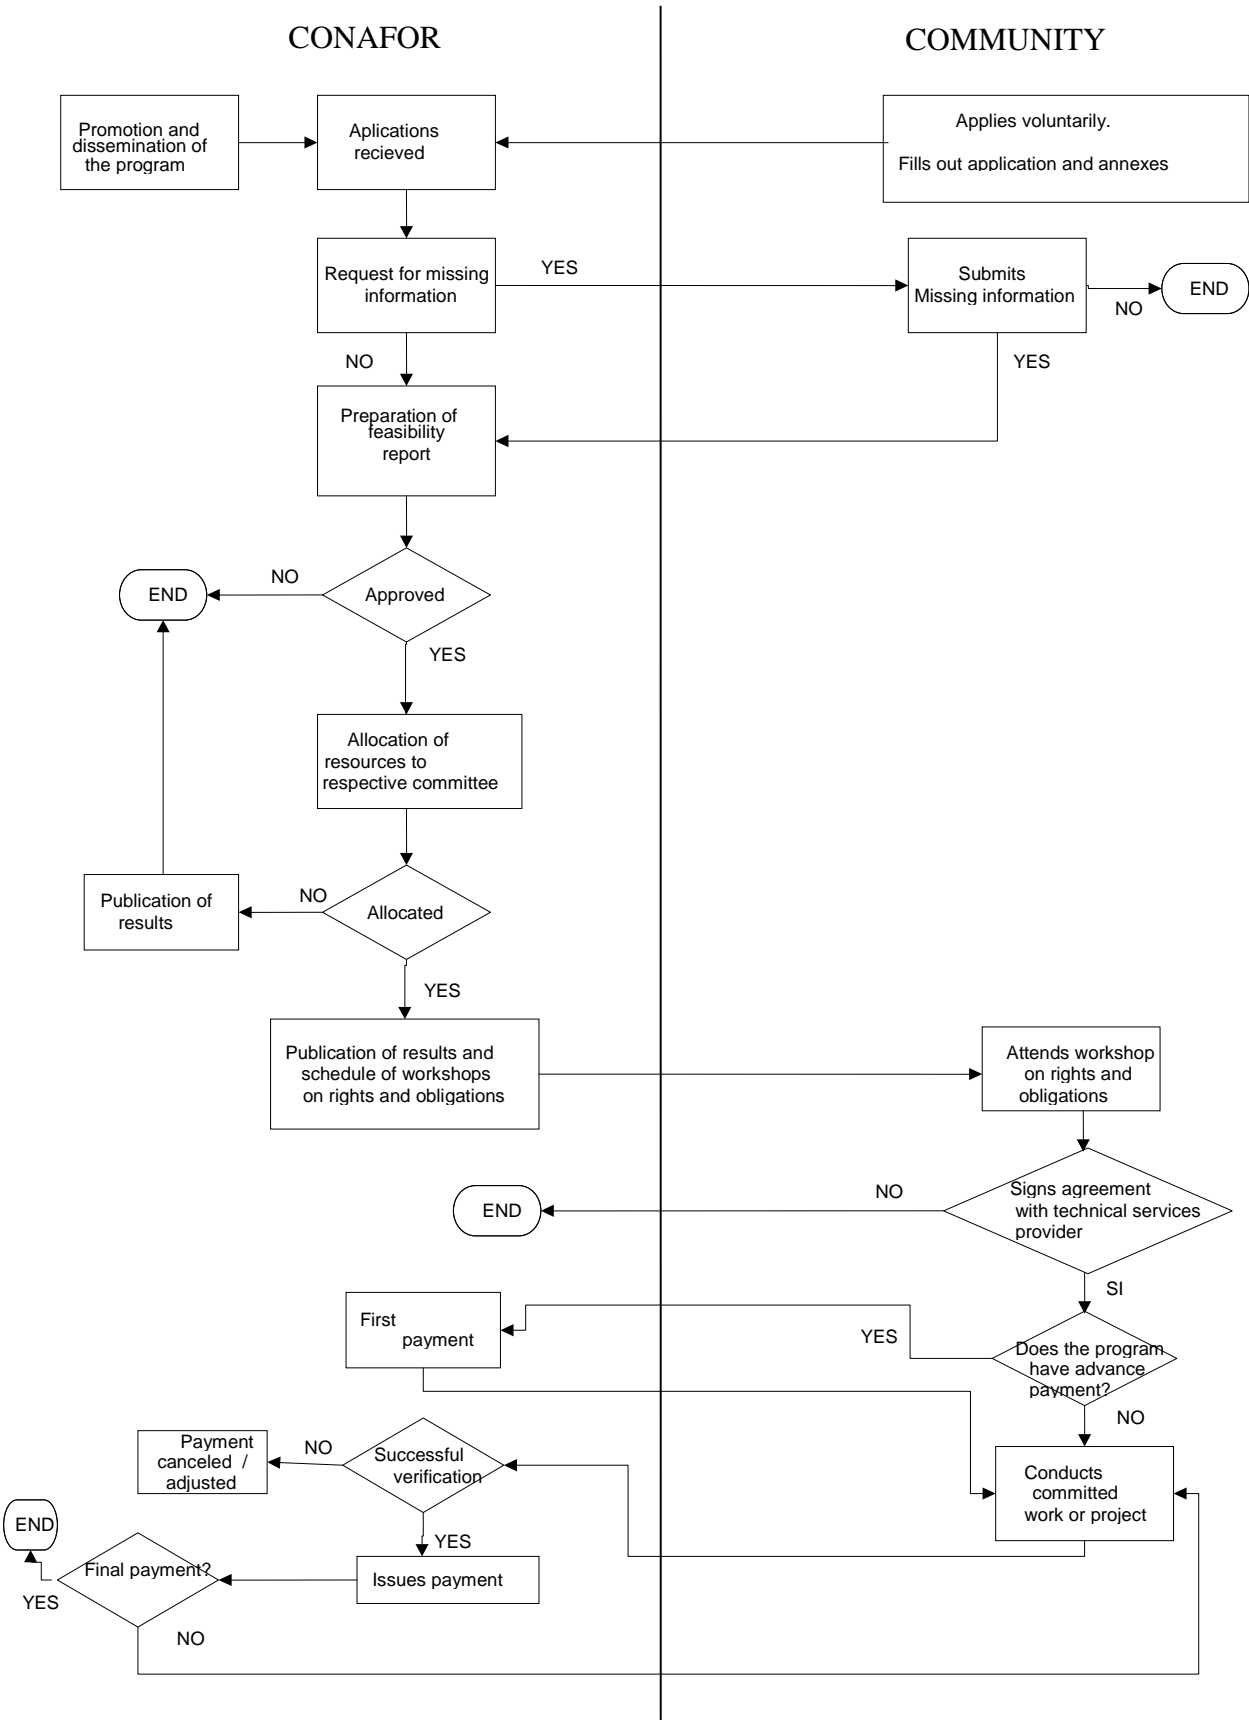 CONAFOR
COMMUNITY
Promotion and
dissemination of
the program
Aplications
recieved
Applies voluntarily.
Fills out application and annexes
Request for missing
information
YES
Submits
Missing information
NO
END
NO
YES
Preparation of
feasibility
report
END
NO
Approved
YES
Allocation of
resources to
respective committee
Publication of
results
NO
Allocated
YES
Publication of results and
schedule of workshops
on rights and obligations
Attends workshop
on rights and
obligations
END
NO
Signs agreement
with technical services
provider
SI
First
payment
YES
Does the program
have advance
payment?
NO
Payment
canceled /
adjusted
NO
Successful
verification
Conducts
committed
work or project
YES
END
Final payment?
Issues payment
YES
NO